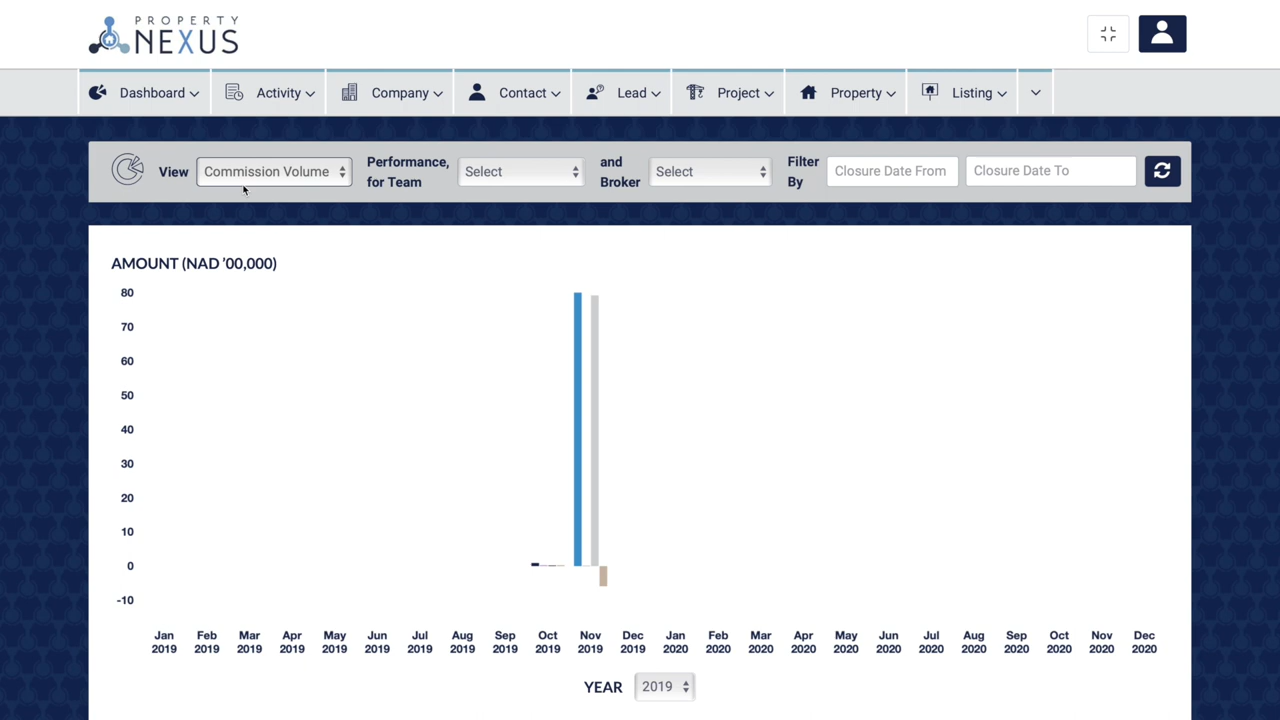 PROPERTY
NEXUS
Dashboard
Activity
Company
Contact
Lead
Project
Property
Listing
View
Commission Volume
Performance,
for Team
Select
and
Broker
Select
Filter
By
Closure Date From
Closure Date To
AMOUNT (NAD '00,000)
80
70
60
50
40
30
20
10
0
-10
Jan Feb Mar Apr May Jun Jul Aug Sep Oct Nov Dec Jan Feb Mar Apr May Jun Jul Aug Sep Oct Nov Dec
2019 2019 2019 2019 2019 2019 2019 2019 2019 2019 2019 2019 2020 2020 2020 2020 2020 2020 2020 2020 2020 2020 2020 2020
YEAR 2019